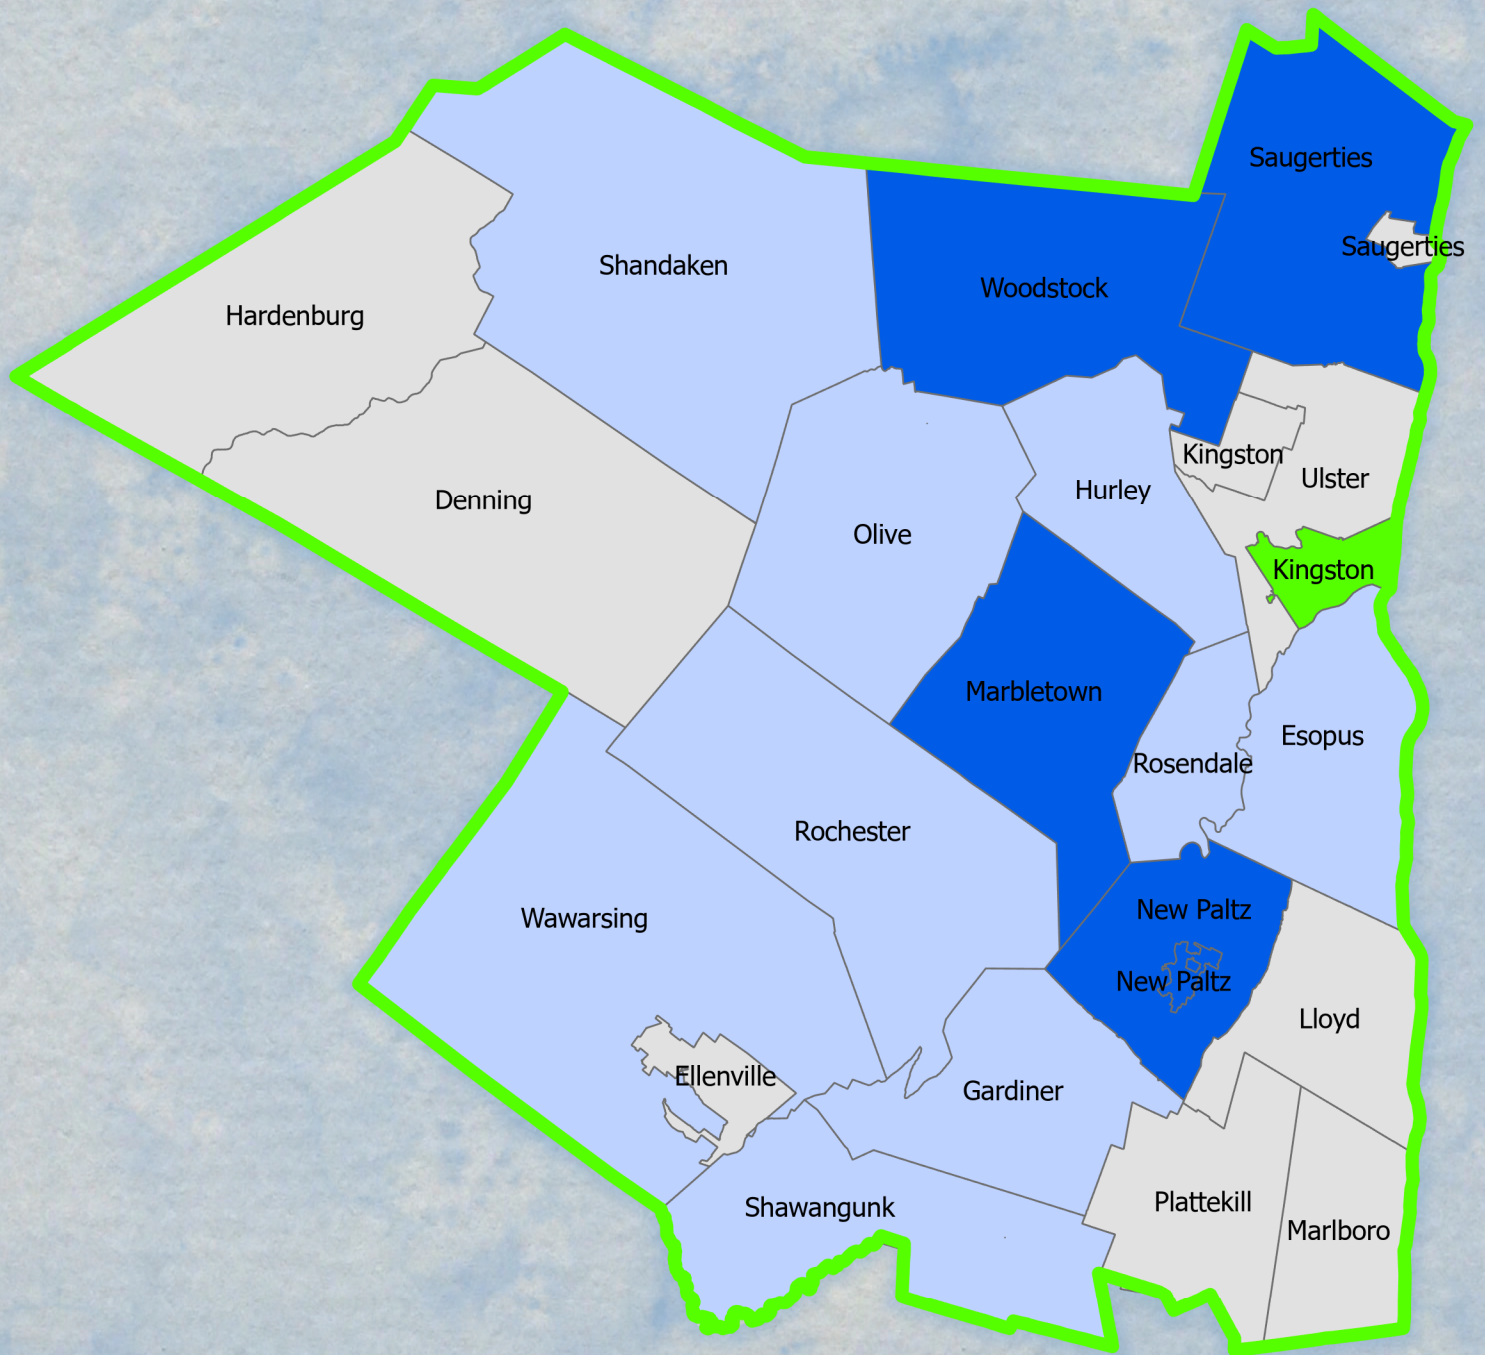 Saugerties
Saugerties
Shandaken
Woodstock
Hardenburg
Kingston
Ulster
Hurley
Denning
Olive
Kingston
Marbletown
Esopus
Rosendale
Rochester
New Paltz
Wawarsing
New Paltz
Lloyd
Ellenville
Gardiner
Plattekill
Shawangunk
Marlboro